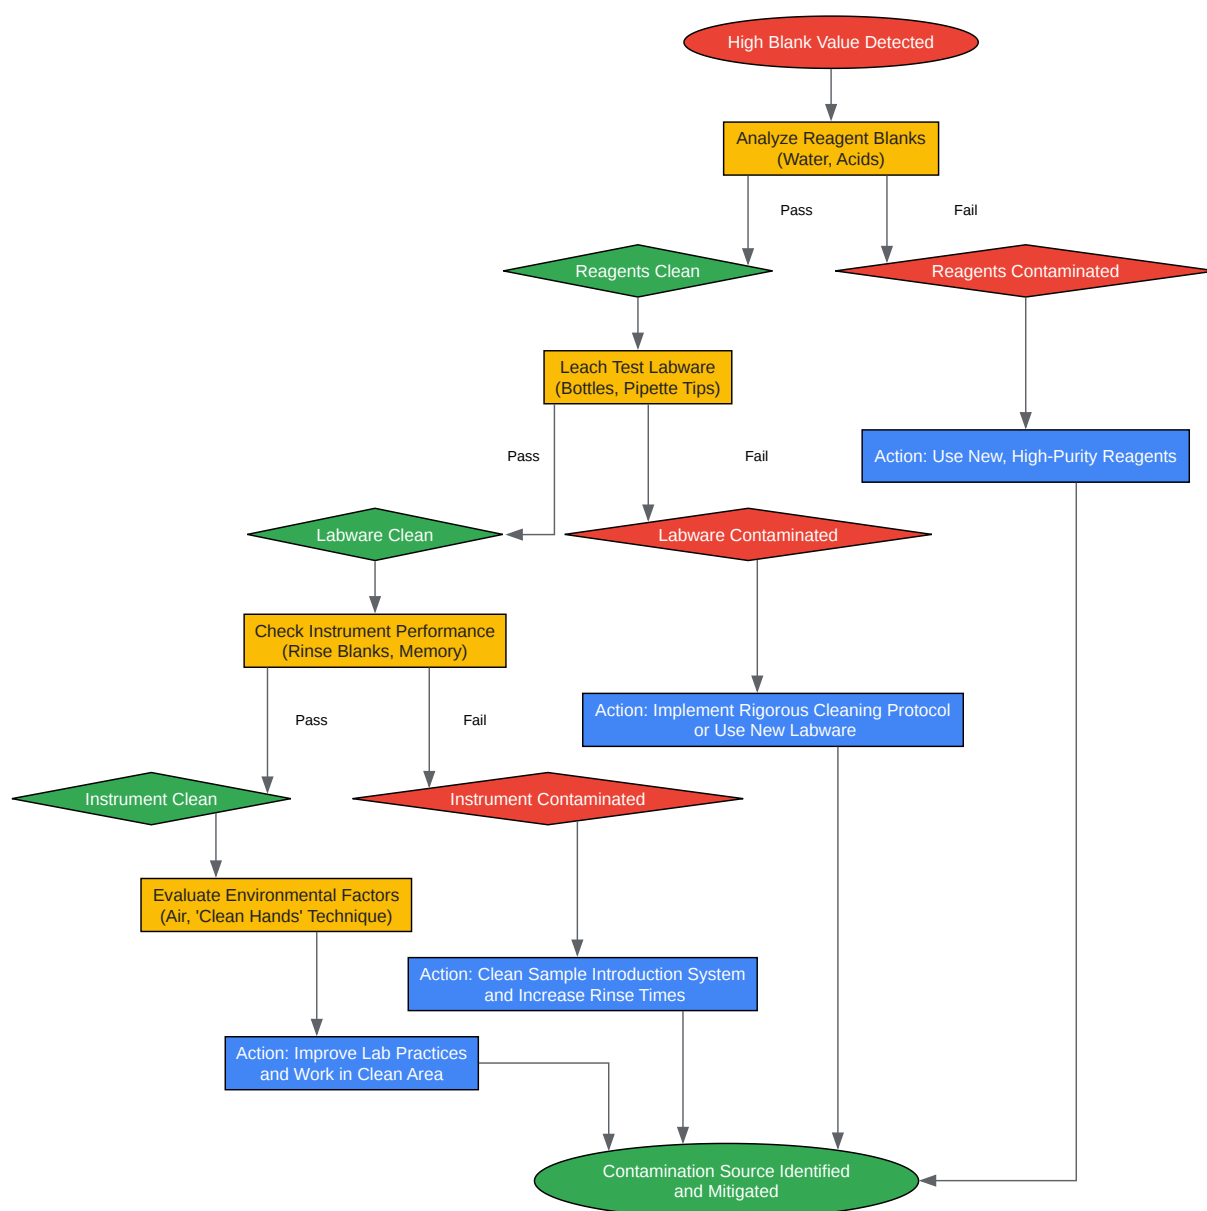 High Blank Value Detected
Analyze Reagent Blanks
(Water, Acids)
Pass
Fail
Reagents Clean
Reagents Contaminated
Leach Test Labware
(Bottles, Pipette Tips)
Pass
Fail
Action: Use New, High-Purity Reagents
Labware Clean
Labware Contaminated
Check Instrument Performance
(Rinse Blanks, Memory)
Pass
Fail
Action: Implement Rigorous Cleaning Protocol
or Use New Labware
Instrument Clean
Instrument Contaminated
Evaluate Environmental Factors
(Air, 'Clean Hands' Technique)
Action: Clean Sample Introduction System
and Increase Rinse Times
Action: Improve Lab Practices
and Work in Clean Area
Contamination Source Identified
and Mitigated